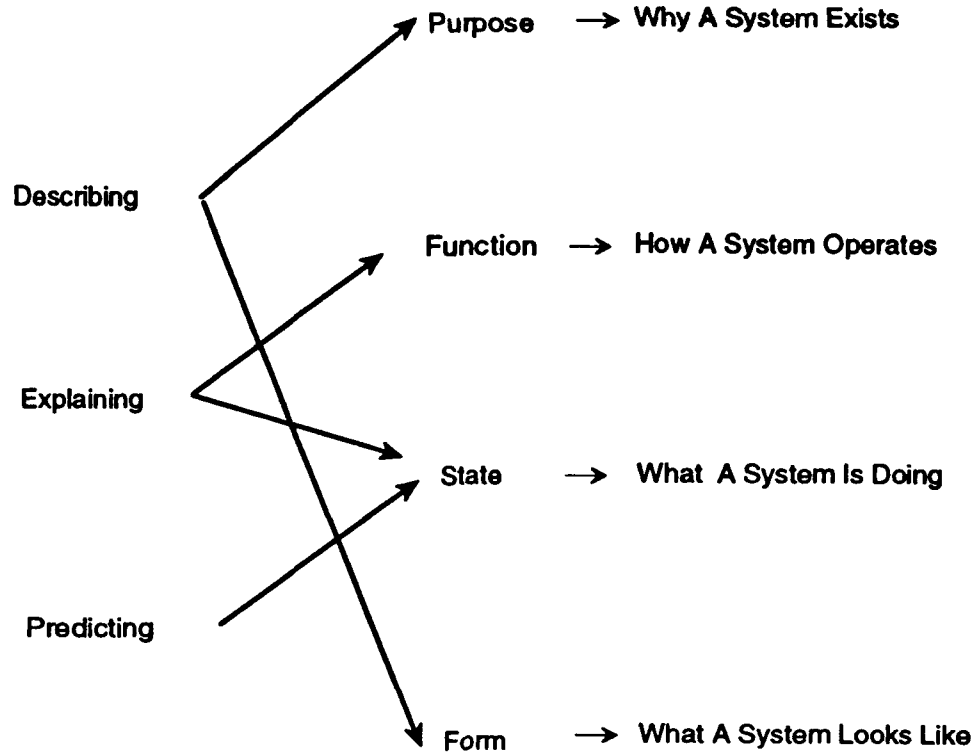 Purpose → Why A System Exists
Describing
Function → How A System Operates
Explaining
State → What A System Is Doing
Predicting
Form → What A System Looks Like